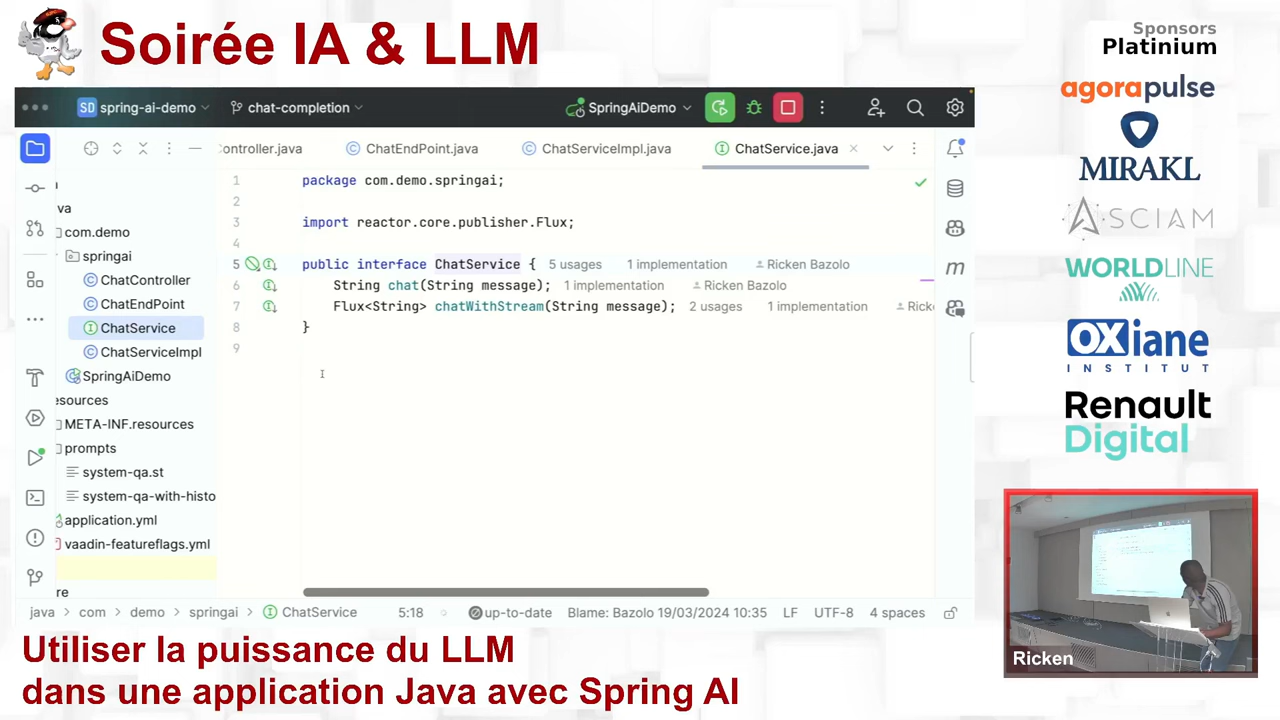 Soirée IA & LLM
Sponsors
Platinium
agorapulse
MIRAKL
ASCIAM
WORLDLINE
OXiane
INSTITUT
Renault
Digital
SD spring-ai-demo
chat-completion
SpringAiDemo
ontroller.java
ChatEndPoint.java
ChatServiceImpl.java
ChatService.java
va
com.demo
springai
ChatController
ChatEndPoint
ChatService
ChatServiceImpl
SpringAiDemo
esources
META-INF.resources
prompts
system-qa.st
system-qa-with-histo
application.yml
vaadin-featureflags.yml
re
1 package com.demo.springai;
2
3 import reactor.core.publisher.Flux;
4
5 public interface ChatService { 5 usages 1 implementation Ricken Bazolo
6 String chat(String message); 1 implementation Ricken Bazolo
7 Flux<String> chatWithStream(String message); 2 usages 1 implementation Ricke
8 }
9
m
java > com > demo > springai > ChatService 5:18 up-to-date Blame: Bazolo 19/03/2024 10:35 LF UTF-8 4 spaces
Ricken
Utiliser la puissance du LLM
dans une application Java avec Spring AI